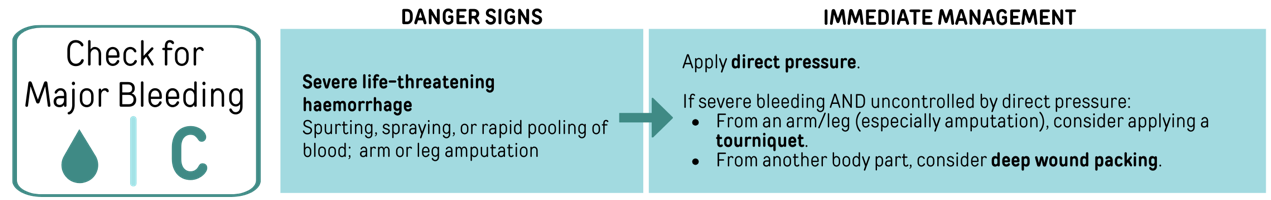 Check for
Major Bleeding
C
DANGER SIGNS
Severe life-threatening
haemorrhage
Spurting, spraying, or rapid pooling of
blood; arm or leg amputation
IMMEDIATE MANAGEMENT
Apply direct pressure.
If severe bleeding AND uncontrolled by direct pressure:
• From an arm/leg (especially amputation), consider applying a
tourniquet.
• From another body part, consider deep wound packing.